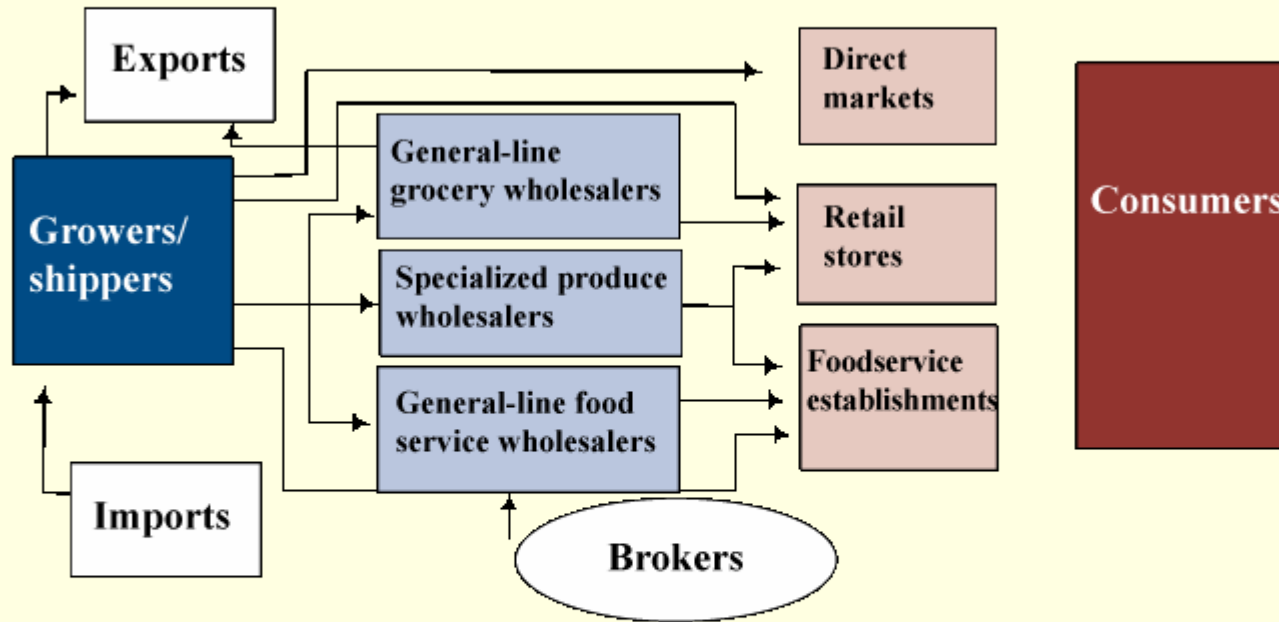 Exports
Direct
markets
General-line
grocery wholesalers
Consumers
Growers/
shippers
Retail
stores
Specialized produce
wholesalers
Foodservice
establishments
General-line food
service wholesalers
Imports
Brokers